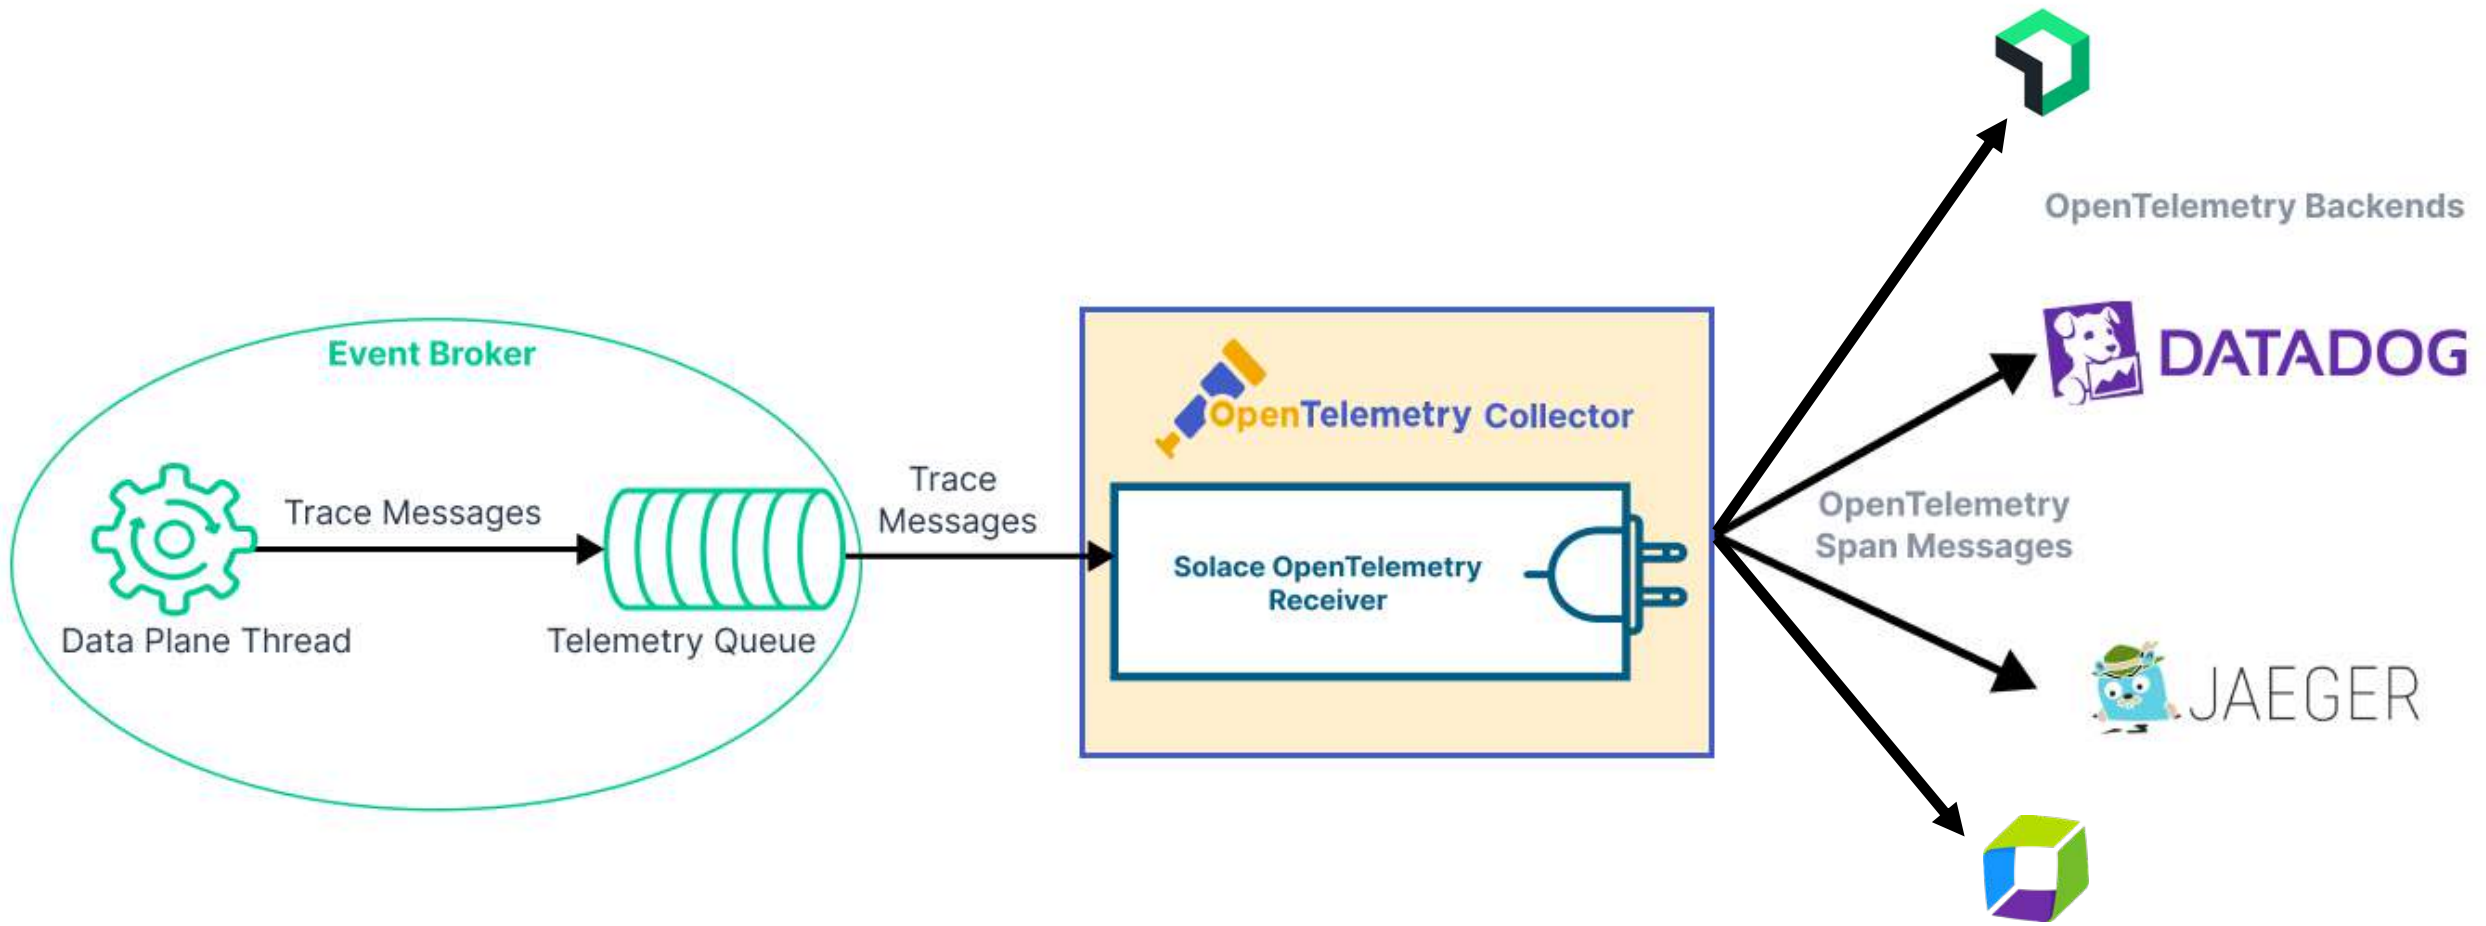 Event Broker
Trace Messages
Data Plane Thread
Telemetry Queue
Trace
Messages
OpenTelemetry Collector
Solace OpenTelemetry
Receiver
OpenTelemetry Backends
DATADOG
OpenTelemetry
Span Messages
JAEGER